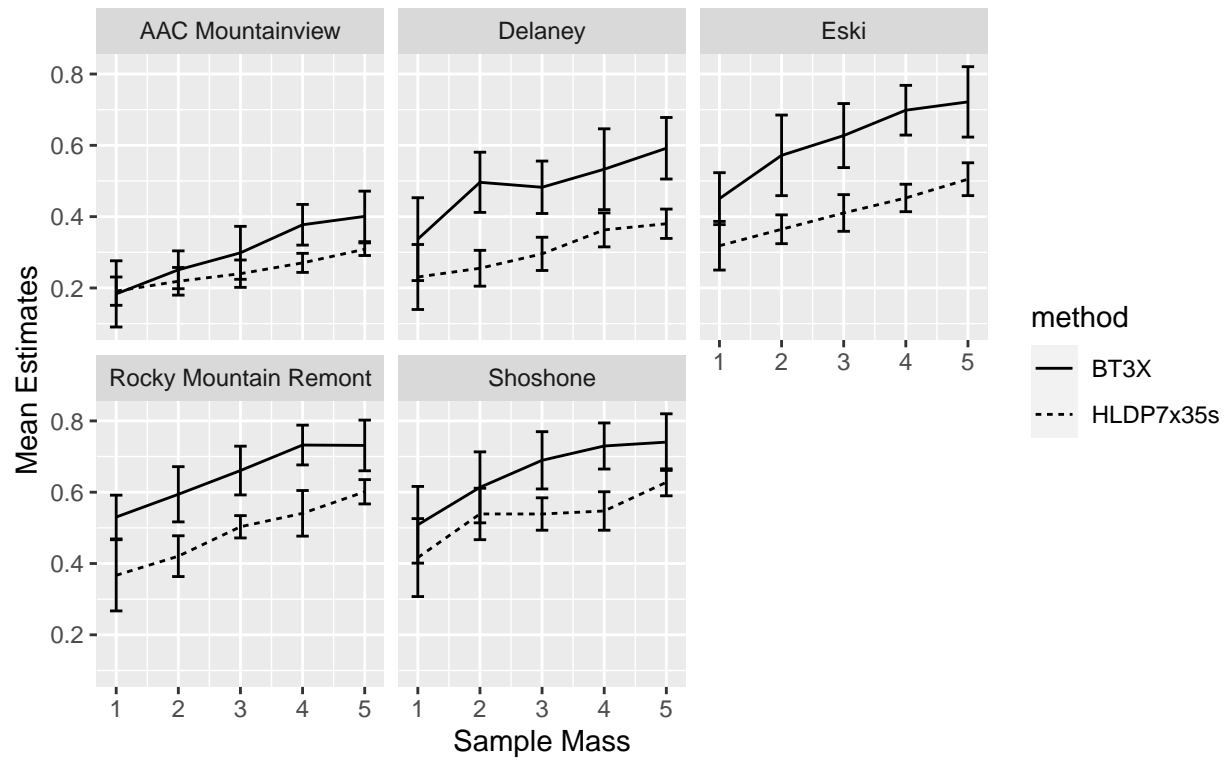 AAC Mountainview
Delaney
Eski
0.8
0.6
0.4
0.2
1 2 3 4 5
Rocky Mountain Remont
Shoshone
0.8
0.6
0.4
0.2
1 2 3 4 5
1 2 3 4 5
Mean Estimates
Sample Mass
method
BT3X
HLDP7x35s